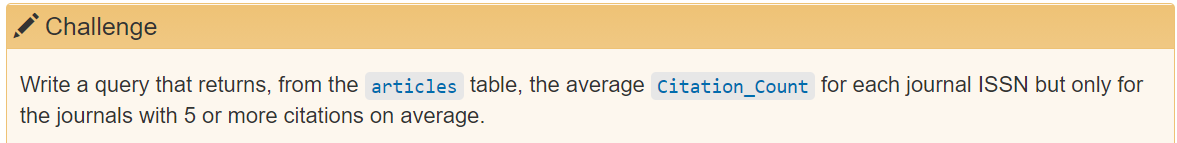 Challenge
Write a query that returns, from the articles table, the average Citation_Count for each journal ISSN but only for
the journals with 5 or more citations on average.